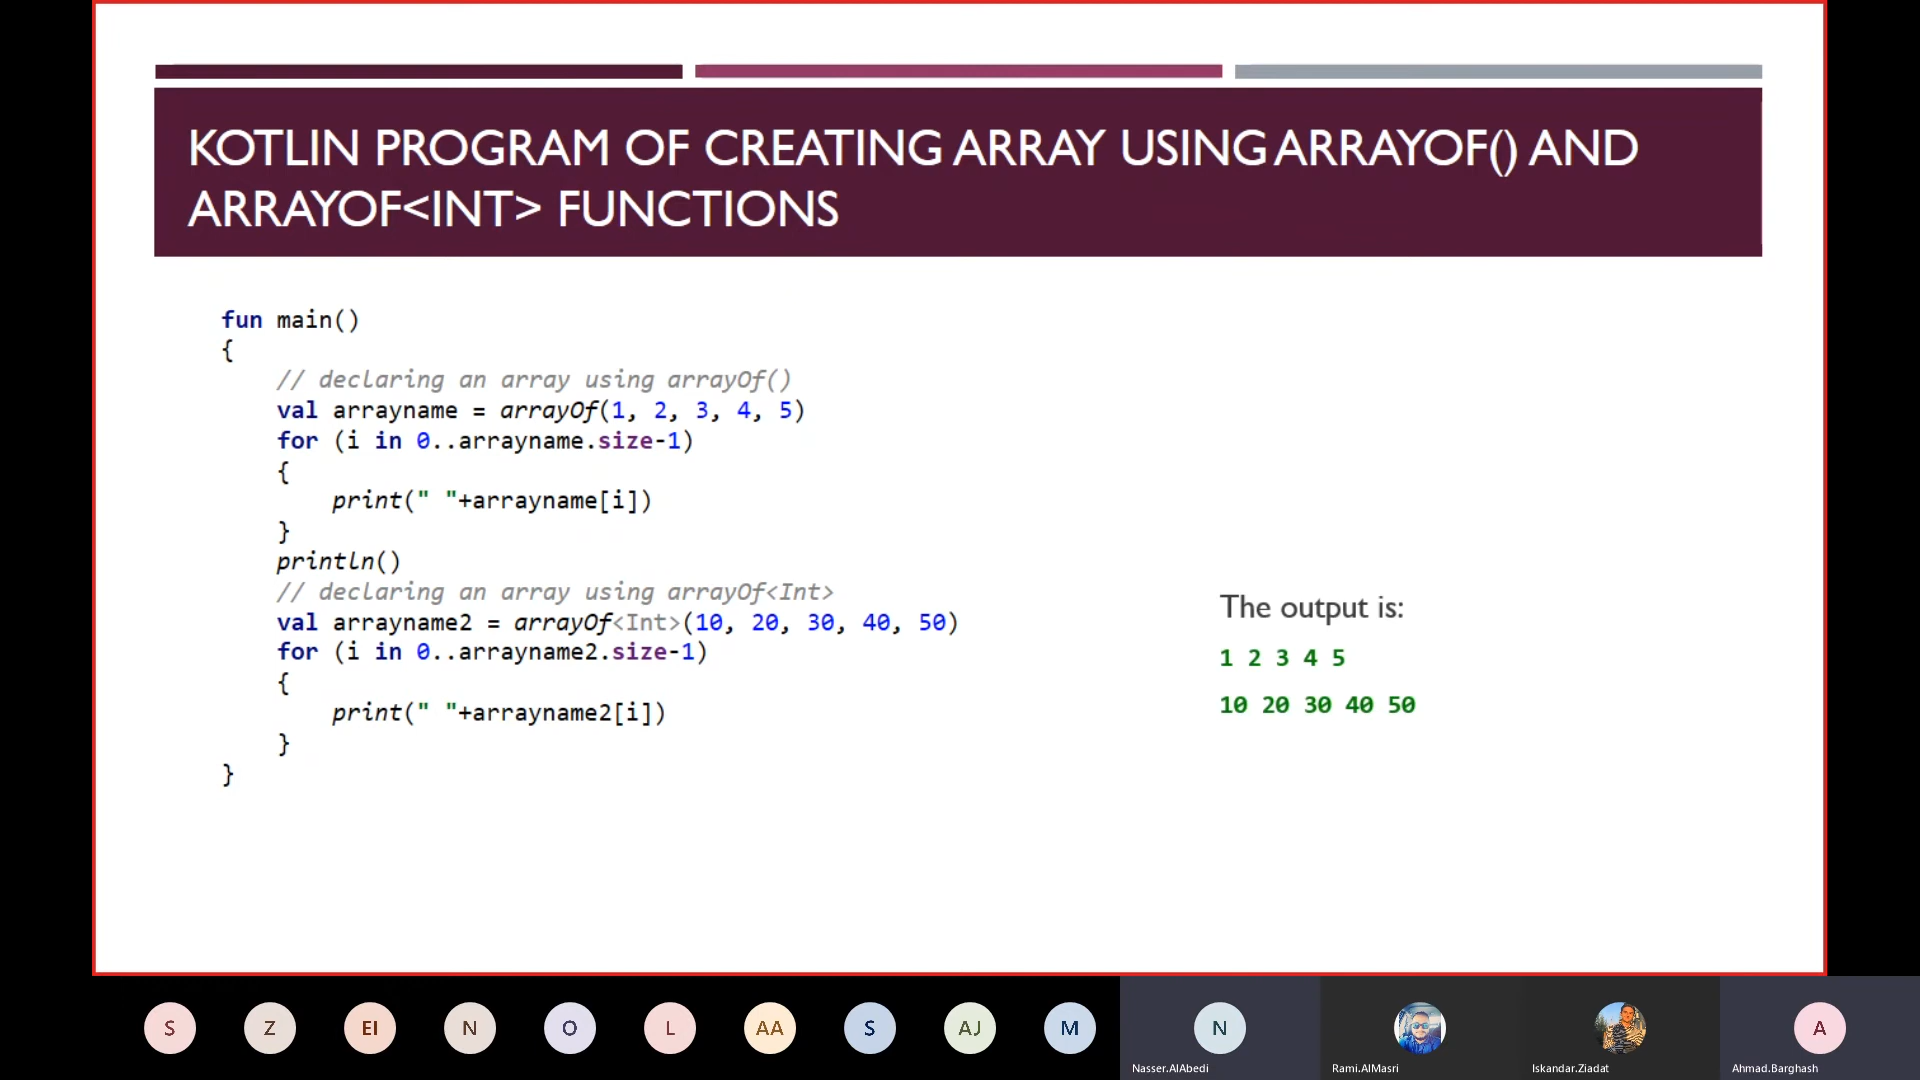 KOTLIN PROGRAM OF CREATING ARRAY USING ARRAYOF() AND
ARRAYOF<INT> FUNCTIONS
fun main()
{
// declaring an array using arrayOf()
val arrayname = arrayOf(1, 2, 3, 4, 5)
for (i in 0..arrayname.size-1)
{
print(" "+arrayname[i])
}
println()
// declaring an array using arrayOf<Int>
val arrayname2 = arrayOf<Int>(10, 20, 30, 40, 50)
for (i in 0..arrayname2.size-1)
{
print(" "+arrayname2[i])
}
}
The output is:
1 2 3 4 5
10 20 30 40 50
S Z EI N O L AA S AJ M N A
Nasser.AlAbedi Rami.AlMasri Iskandar.Ziadat Ahmad.Barghash